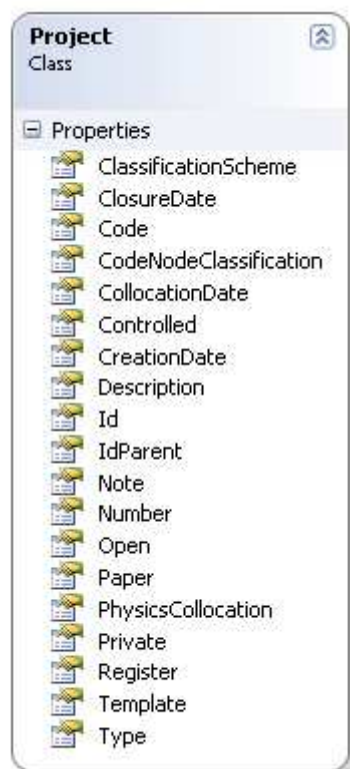 Project
Class
Properties
ClassificationScheme
ClosureDate
Code
CodeNodeClassification
CollocationDate
Controlled
CreationDate
Description
Id
IdParent
Note
Number
Open
Paper
PhysicsCollocation
Private
Register
Template
Type